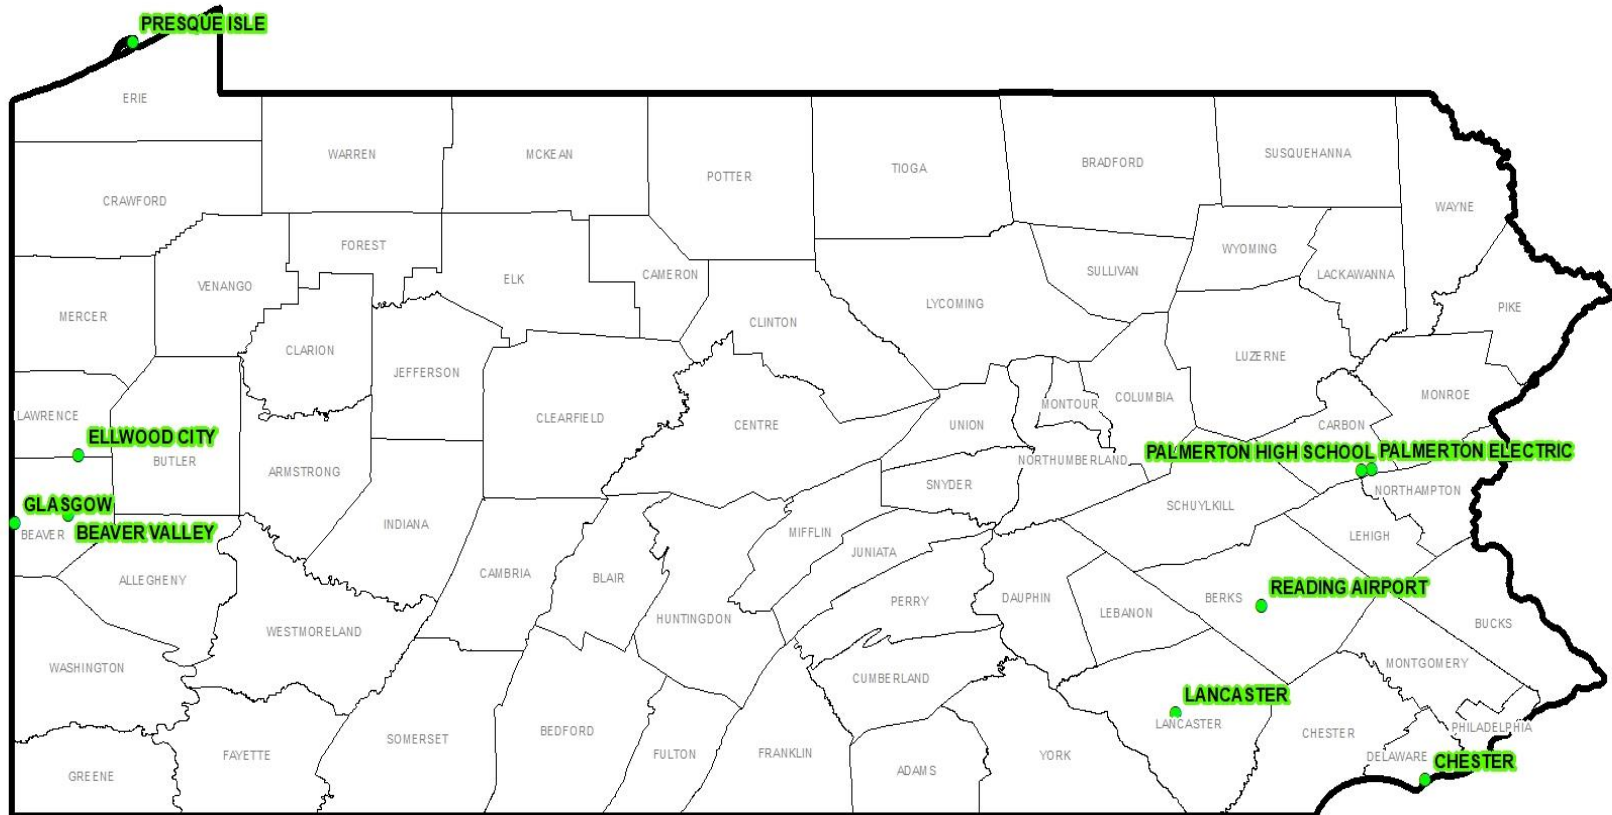 PRESQUE ISLE
ERIE
WARREN
MCKEAN
SUSQUEHANNA
BRADFORD
TIOGA
POTTER
CRAWFORD
WAYNE
FOREST
WYOMING
SULLIVAN
LACKAWANNA
CAMERON
ELK
VENANGO
LYCOMING
PIKE
MERCER
CLINTON
CLARION
LUZERNE
JEFFERSON
MONROE
COLUMBIA
MONTOUR
LAWRENCE
CLEARFIELD
CENTRE
UNION
CARBON
ELLWOOD CITY
PALMERTON HIGH SCHOOL
PALMERTON ELECTRIC
BUTLER
NORTHUMBERLAND
ARMSTRONG
SNYDER
NORTHAMPTON
GLASGOW
SCHUYLKILL
INDIANA
BEAVER
BEAVER VALLEY
MIFFLIN
LEHIGH
JUNIATA
CAMBRIA
BLAIR
ALLEGHENY
READING AIRPORT
BERKS
DAUPHIN
PERRY
LEBANON
HUNTINGDON
BUCKS
WESTMORELAND
MONTGOMERY
WASHINGTON
CUMBERLAND
LANCASTER
LANCASTER
PHILADELPHIA
BEDFORD
CHESTER
SOMERSET
FULTON
FRANKLIN
FAYETTE
YORK
DELAWARE
CHESTER
ADAMS
GREENE